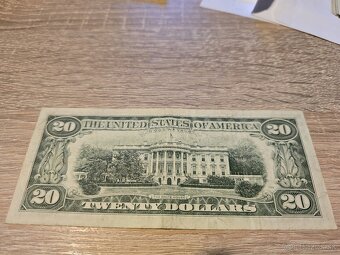 20 THE UNITED STATES OF AMERICA 20
20 TWENTY DOLLARS 20